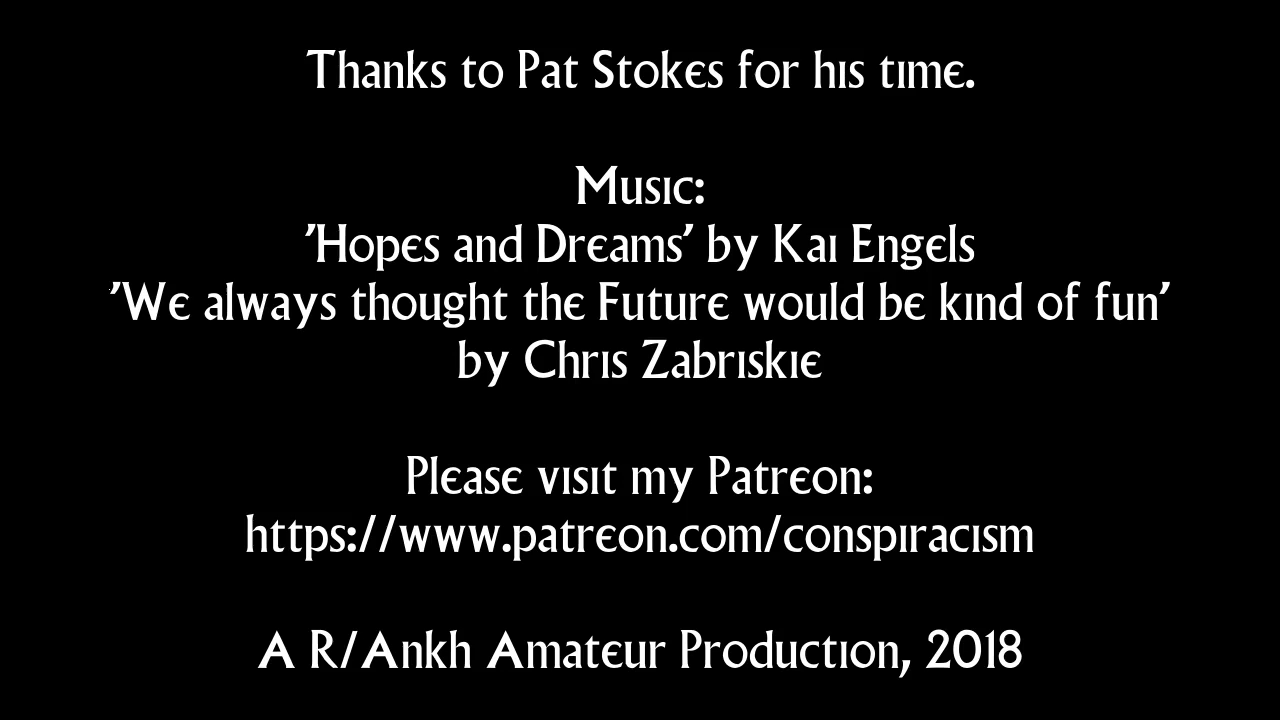 Thanks to Pat Stokes for his time.
Music:
'Hopes and Dreams' by Kai Engels
'We always thought the Future would be kind of fun'
by Chris Zabriskie
Please visit my Patreon:
https://www.patreon.com/conspiracism
A R/Ankh Amateur Production, 2018